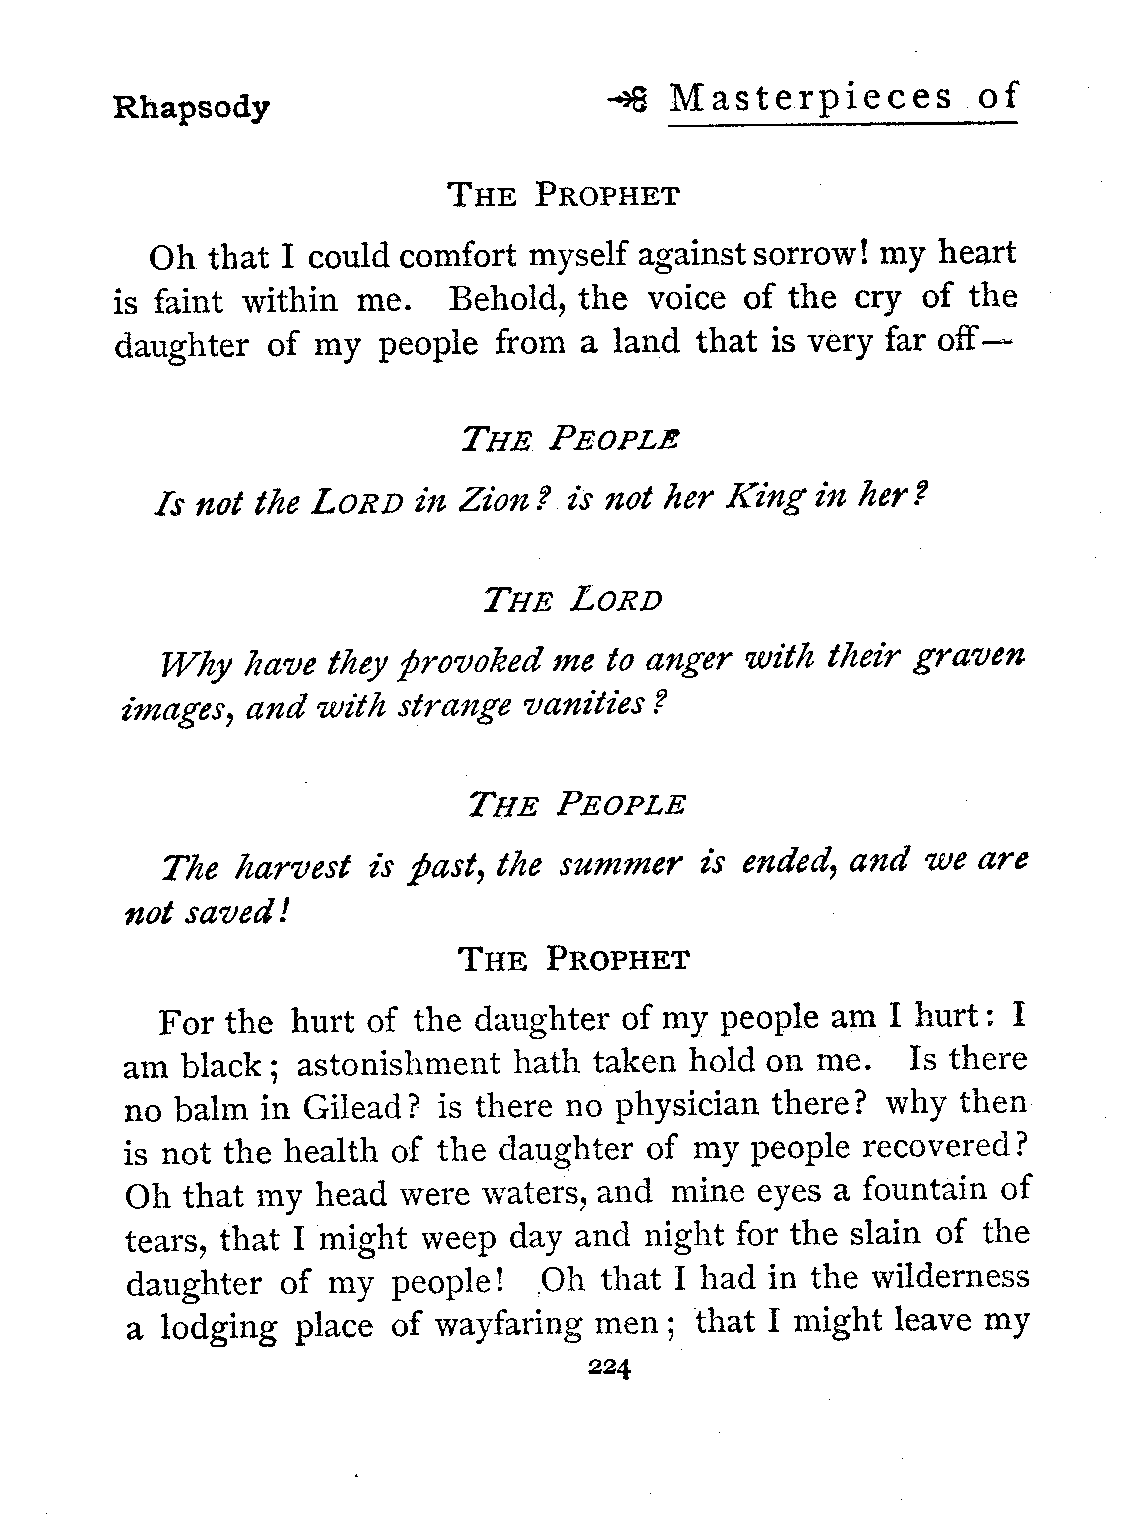 Rhapsody
Masterpieces of
THE PROPHET
Oh that I could comfort myself against sorrow! my heart
is faint within me. Behold, the voice of the cry of the
daughter of my people from a land that is very far off—
THE PEOPLE
Is not the LORD in Zion? is not her King in her?
THE LORD
Why have they provoked me to anger with their graven
images, and with strange vanities?
THE PEOPLE
The harvest is past, the summer is ended, and we are
not saved!
THE PROPHET
For the hurt of the daughter of my people am I hurt: I
am black; astonishment hath taken hold on me. Is there
no balm in Gilead? is there no physician there? why then
is not the health of the daughter of my people recovered?
Oh that my head were waters, and mine eyes a fountain of
tears, that I might weep day and night for the slain of the
daughter of my people! Oh that I had in the wilderness
a lodging place of wayfaring men; that I might leave my
224